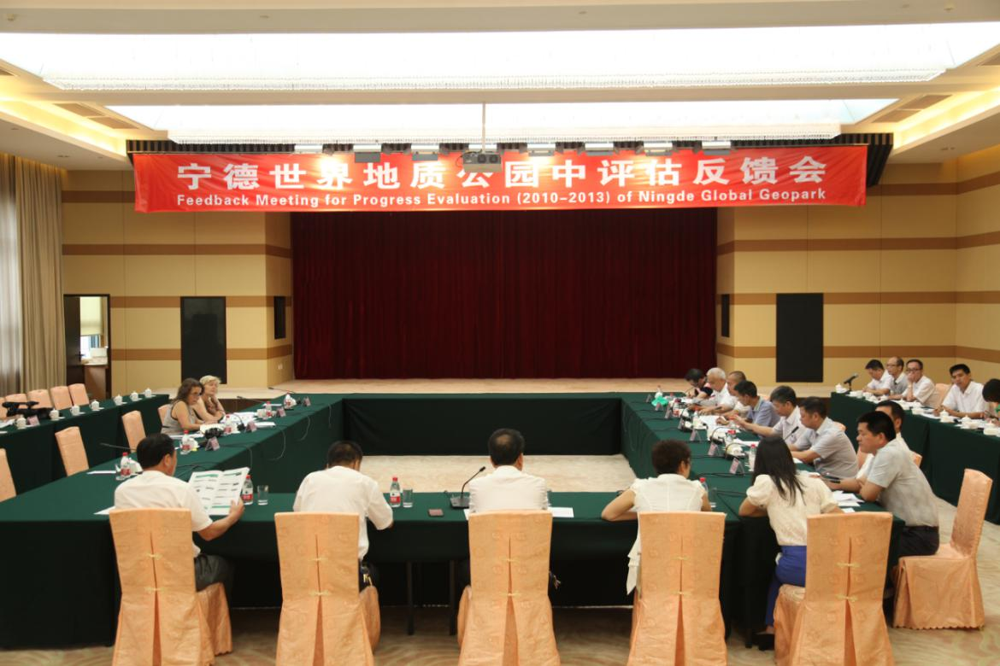 宁德世界地质公园中评估反馈会
Feedback Meeting for Progress Evaluation (2010–2013) of Ningde Global Geopark